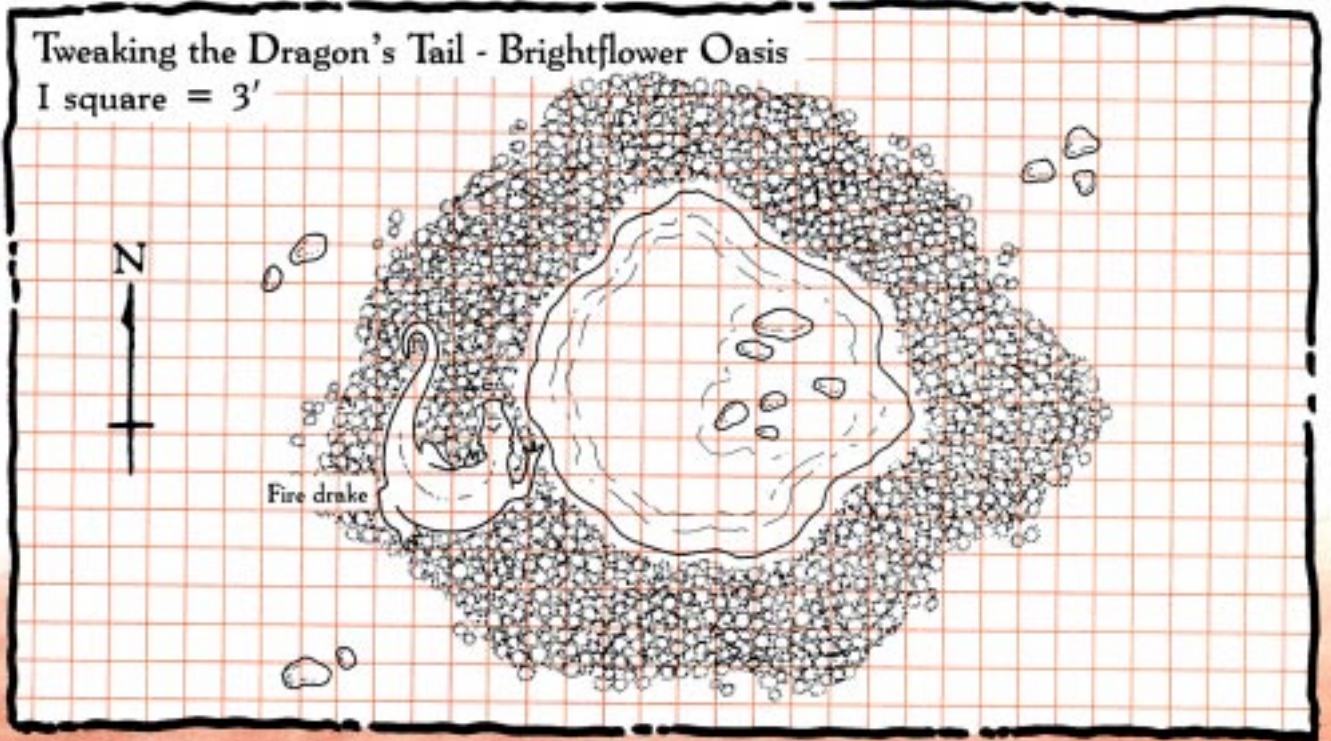 Tweaking the Dragon's Tail - Brightflower Oasis
1 square = 3'
N
Fire drake